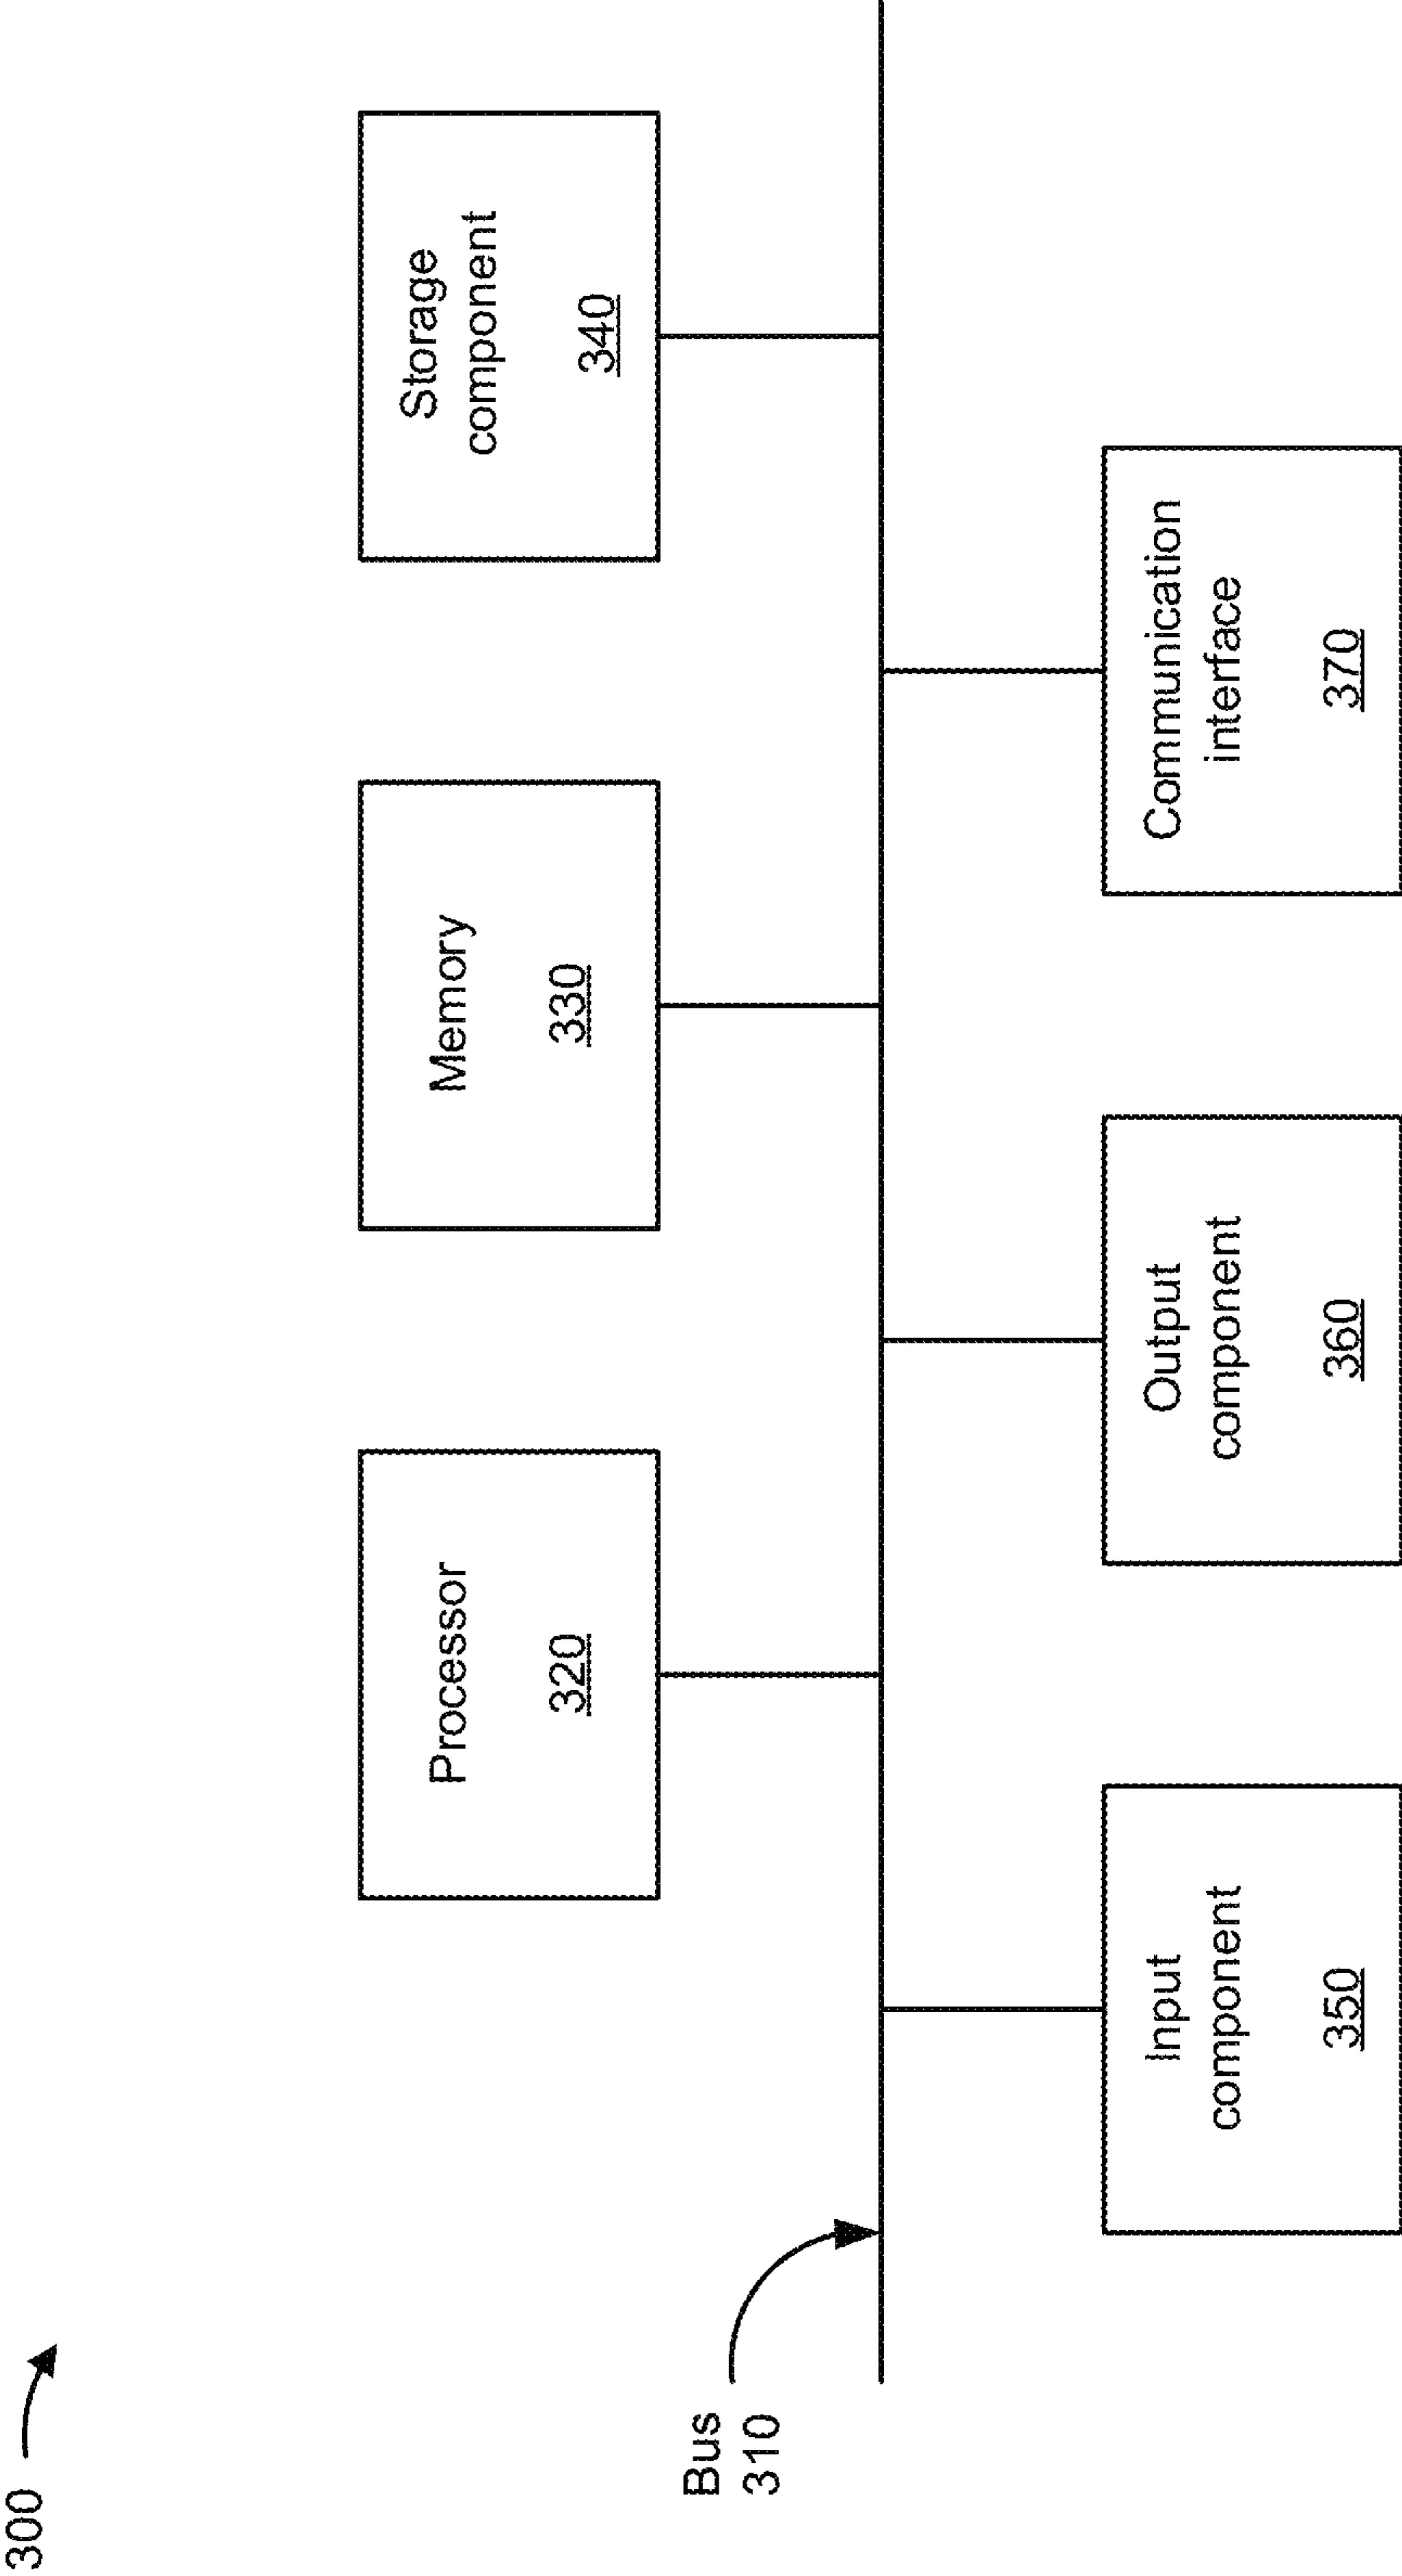 300
Processor
320
Memory
330
Storage
component
340
Bus
310
Input
component
350
Output
component
360
Communication
interface
370